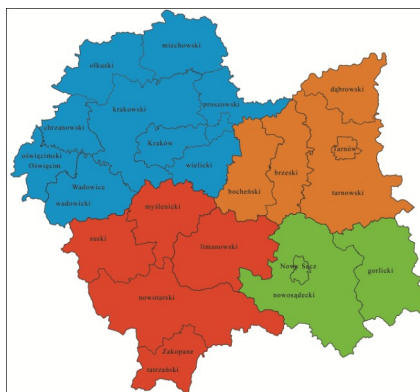 miechowski
olkuski
dąbrowski
proszowski
krakowski
chrzanowski
Kraków
Tarnów
oświęcimski
Oświęcim
wielicki
brzeski
Wadowice
bocheński
tarnowski
wadowicki
myślenicki
suski
limanowski
Nowy Sącz
gorlicki
nowotarski
nowosądecki
Zakopane
tatrzański